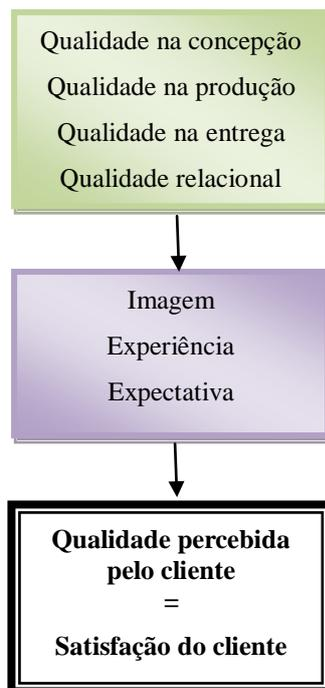 Qualidade na concepção
Qualidade na produção
Qualidade na entrega
Qualidade relacional
Imagem
Experiência
Expectativa
Qualidade percebida
pelo cliente
=
Satisfação do cliente